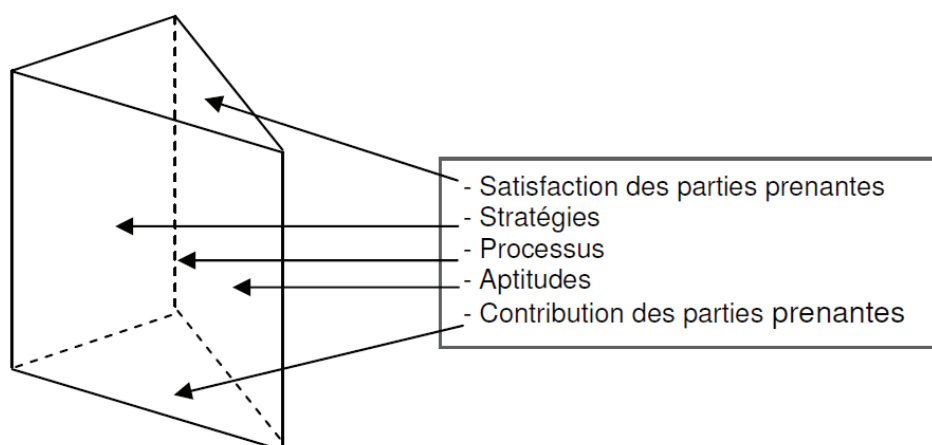 - Satisfaction des parties prenantes
- Stratégies
- Processus
- Aptitudes
- Contribution des parties prenantes